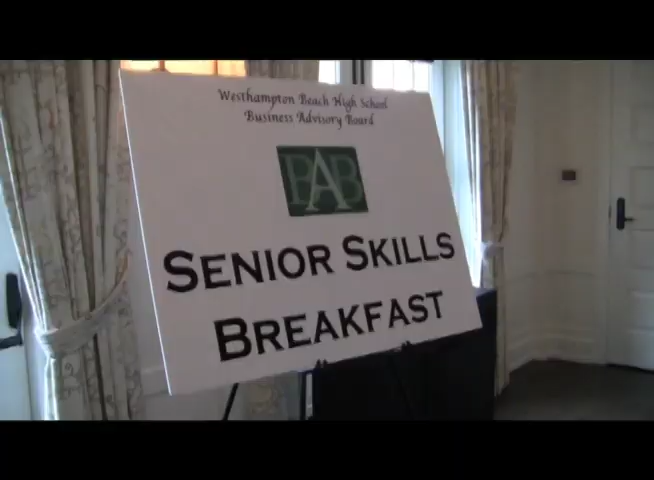 Westhampton Beach High School
Business Advisory Board
BAB
SENIOR SKILLS
BREAKFAST